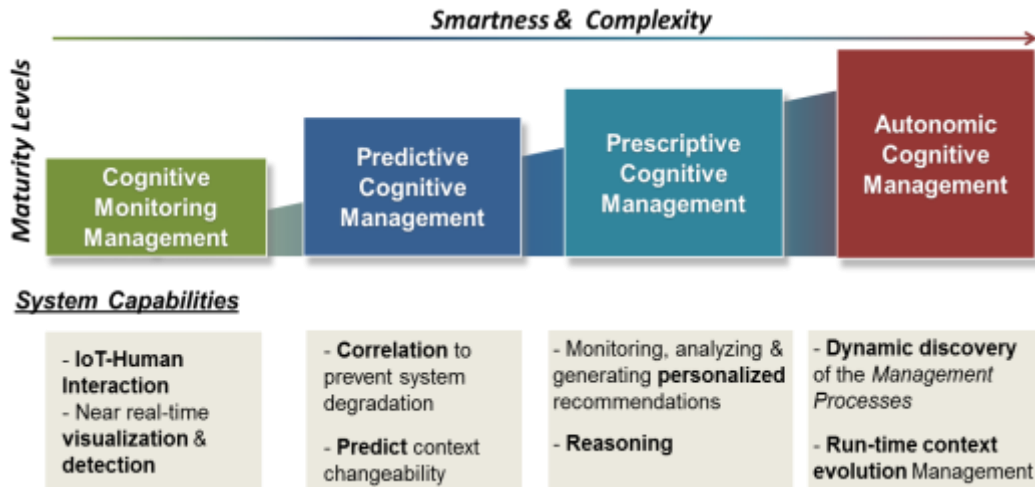 Smartness & Complexity
Maturity Levels
Cognitive
Monitoring
Management
Predictive
Cognitive
Management
Prescriptive
Cognitive
Management
Autonomic
Cognitive
Management
System Capabilities
- IoT-Human
Interaction
- Near real-time
visualization &
detection
- Correlation to
prevent system
degradation
- Predict context
changeability
- Monitoring, analyzing &
generating personalized
recommendations
- Reasoning
- Dynamic discovery
of the Management
Processes
- Run-time context
evolution Management